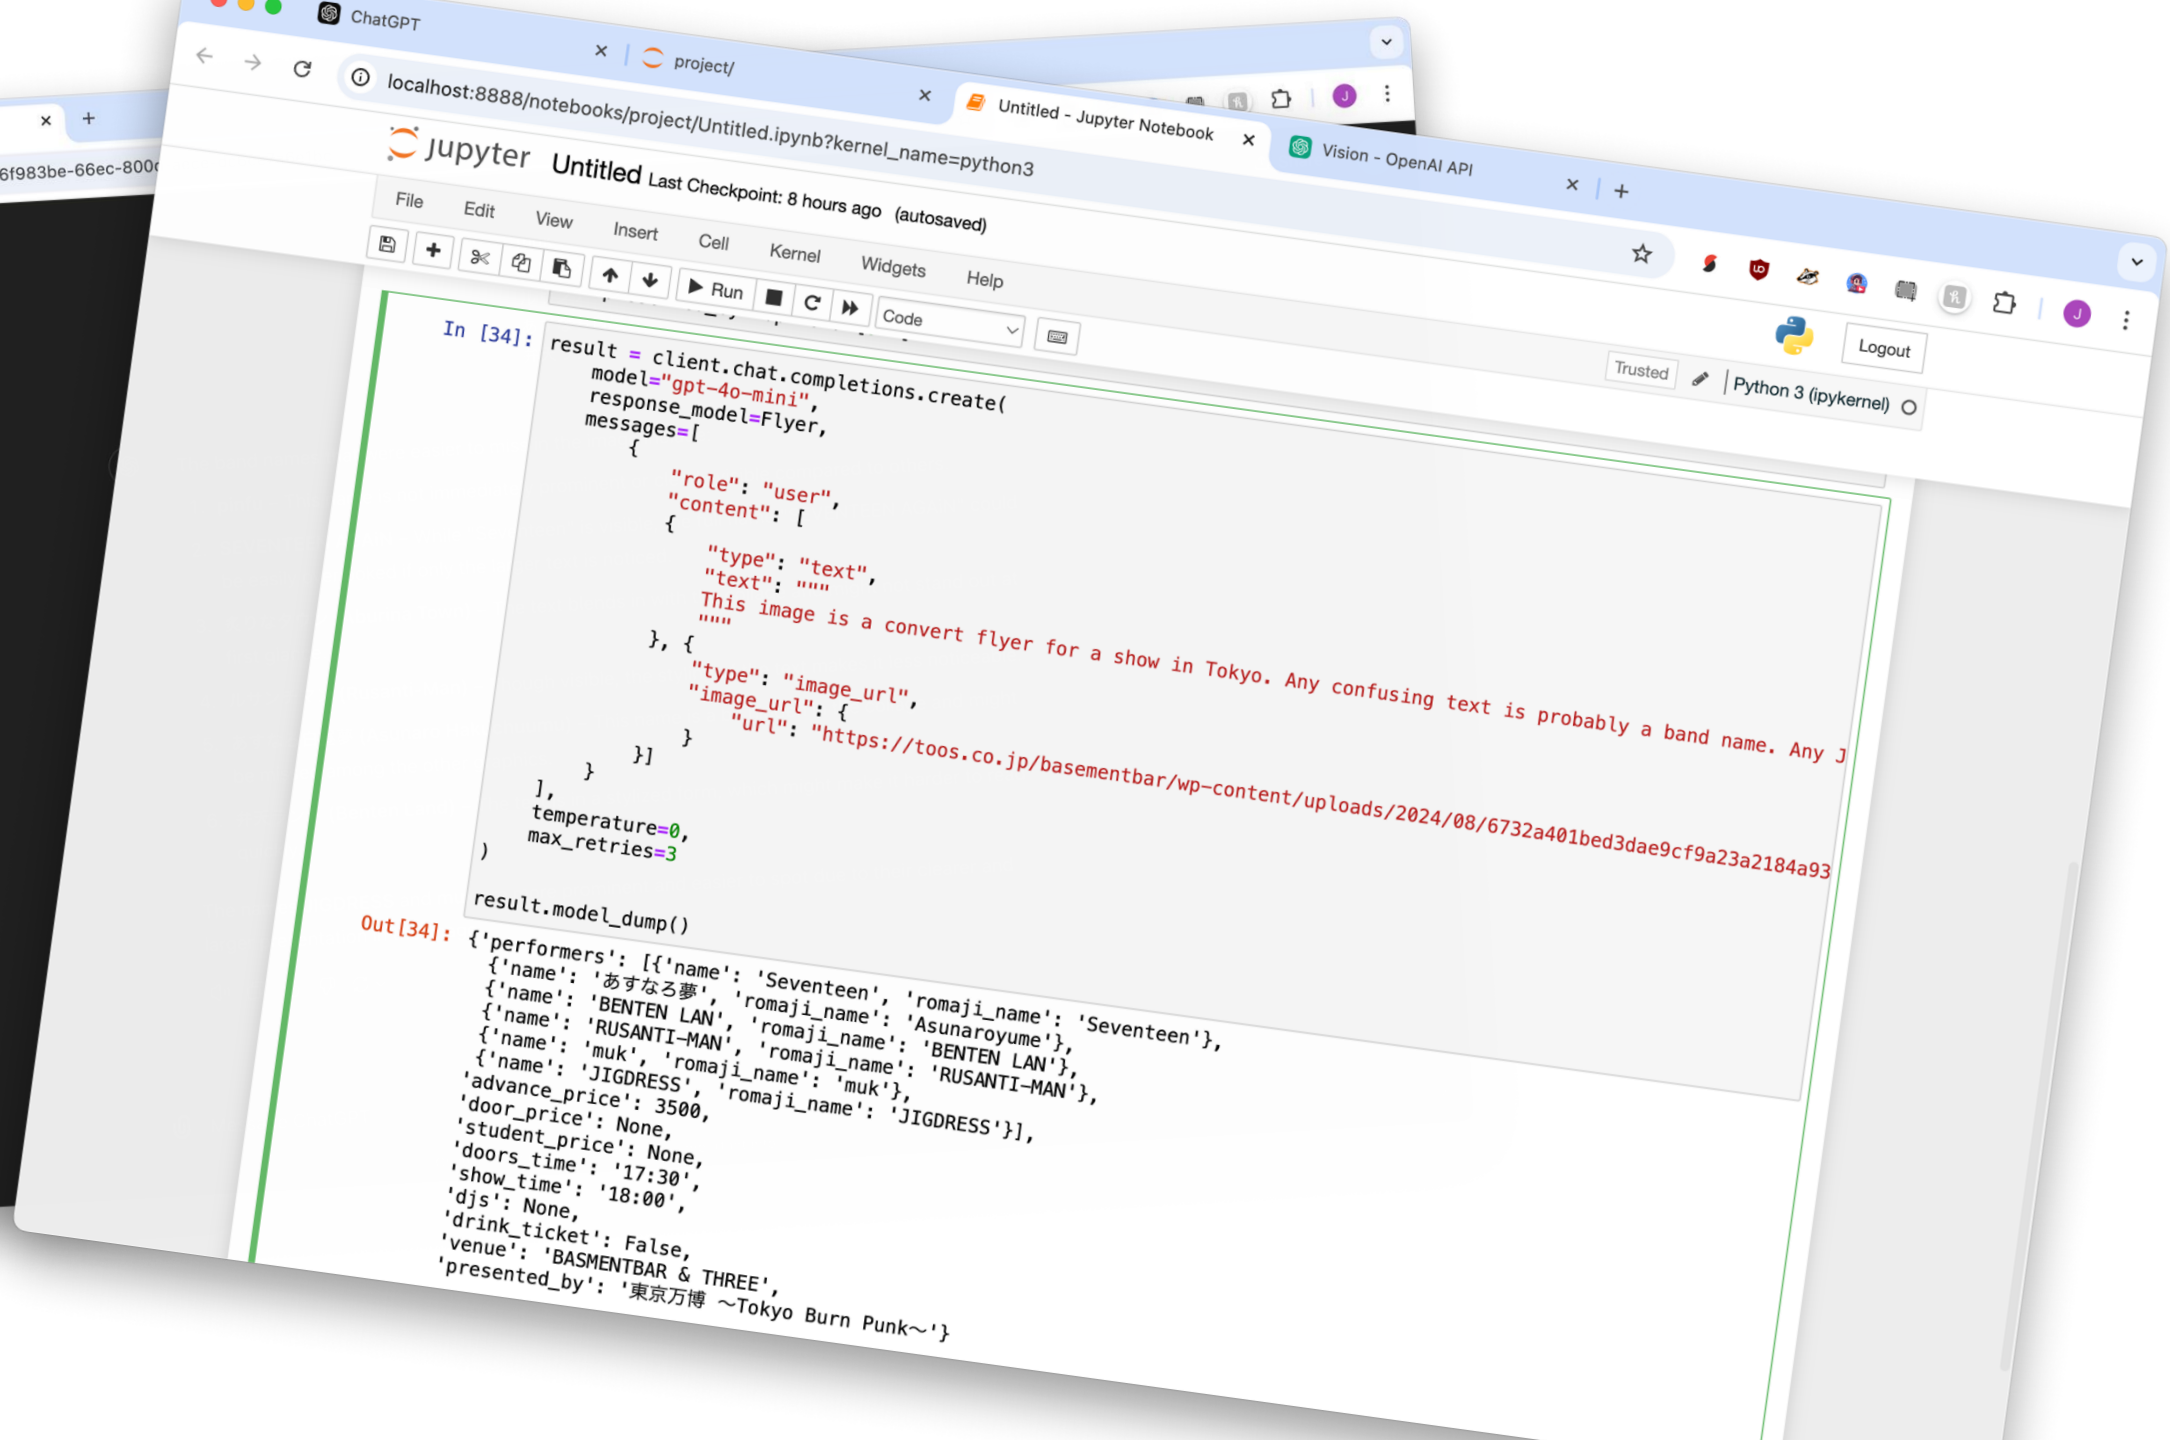 ChatGPT
project/
Untitled - Jupyter Notebook
Vision - OpenAI API
6f983be-66ec-800
localhost:8888/notebooks/project/Untitled.ipynb?kernel_name=python3
J
J
jupyter Untitled Last Checkpoint: 8 hours ago (autosaved)
Logout
File Edit View Insert Cell Kernel Widgets Help
Trusted Python 3 (ipykernel)
Run Code
In [34]:
result = client.chat.completions.create(
model="gpt-4o-mini",
response_model=Flyer,
messages=[
{
"role": "user",
"content": [
{
"type": "text",
"text": """
This image is a convert flyer for a show in Tokyo. Any confusing text is probably a band name. Any J
"""
}, {
"type": "image_url",
"image_url": {
"url": "https://toos.co.jp/basementbar/wp-content/uploads/2024/08/6732a401bed3dae9cf9a23a2184a93
}
}]
}
],
temperature=0,
max_retries=3
)
result.model_dump()
Out[34]:
{'performers': [{'name': 'Seventeen', 'romaji_name': 'Seventeen'},
{'name': 'あすなろ夢', 'romaji_name': 'Asunaroyume'},
{'name': 'BENTEN LAN', 'romaji_name': 'BENTEN LAN'},
{'name': 'RUSANTI-MAN', 'romaji_name': 'RUSANTI-MAN'},
{'name': 'muk', 'romaji_name': 'muk'},
{'name': 'JIGDRESS', 'romaji_name': 'JIGDRESS'}],
'advance_price': 3500,
'door_price': None,
'student_price': None,
'doors_time': '17:30',
'show_time': '18:00',
'djs': None,
'drink_ticket': False,
'venue': 'BASMENTBAR & THREE',
'presented_by': '東京万博 〜Tokyo Burn Punk〜'}